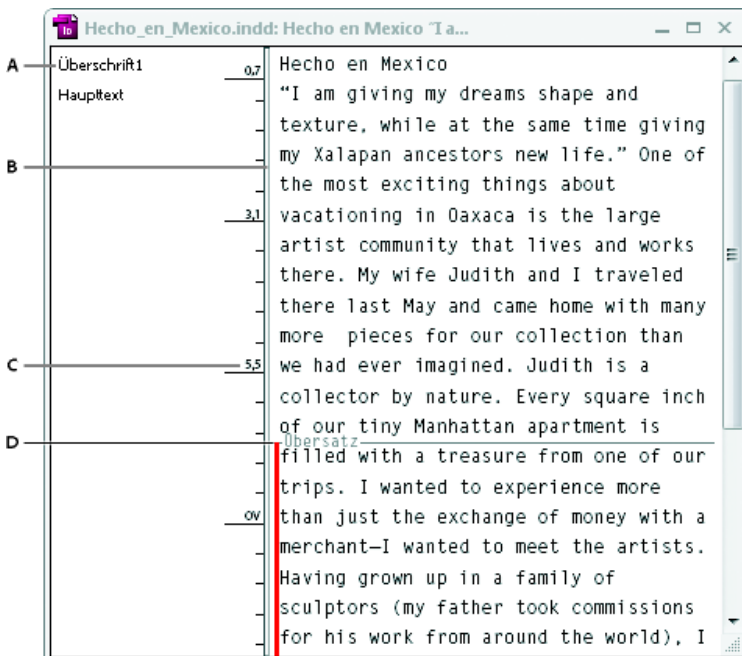 Hecho_en_Mexico.indd: Hecho en Mexico “I a...
A
Überschrift1
0,7
Hecho en Mexico
Haupttext
“I am giving my dreams shape and
texture, while at the same time giving
B
my Xalapan ancestors new life.” One of
the most exciting things about
3,1
vacationing in Oaxaca is the large
artist community that lives and works
there. My wife Judith and I traveled
there last May and came home with many
more pieces for our collection than
C
5,5
we had ever imagined. Judith is a
collector by nature. Every square inch
of our tiny Manhattan apartment is
D
Übersatz
filled with a treasure from one of our
trips. I wanted to experience more
OV
than just the exchange of money with a
merchant—I wanted to meet the artists.
Having grown up in a family of
sculptors (my father took commissions
for his work from around the world), I